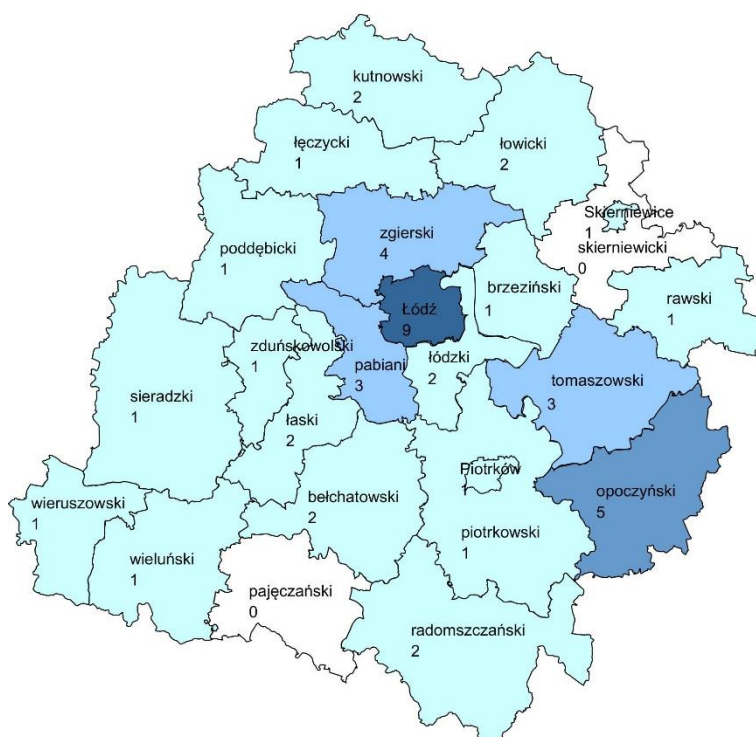 kutnowski
2
łęczycki
1
łowicki
2
Skierniewice
1
skierniewicki
0
zgierski
4
poddębicki
1
brzeziński
1
rawski
1
Łódź
9
zduńskowolski
1
pabiani
3
łódzki
2
tomaszowski
3
sieradzki
1
łaski
2
Piotrków
1
opoczyński
5
wieruszowski
1
bełchatowski
2
piotrkowski
1
wieluński
1
pajęczański
0
radomszczański
2